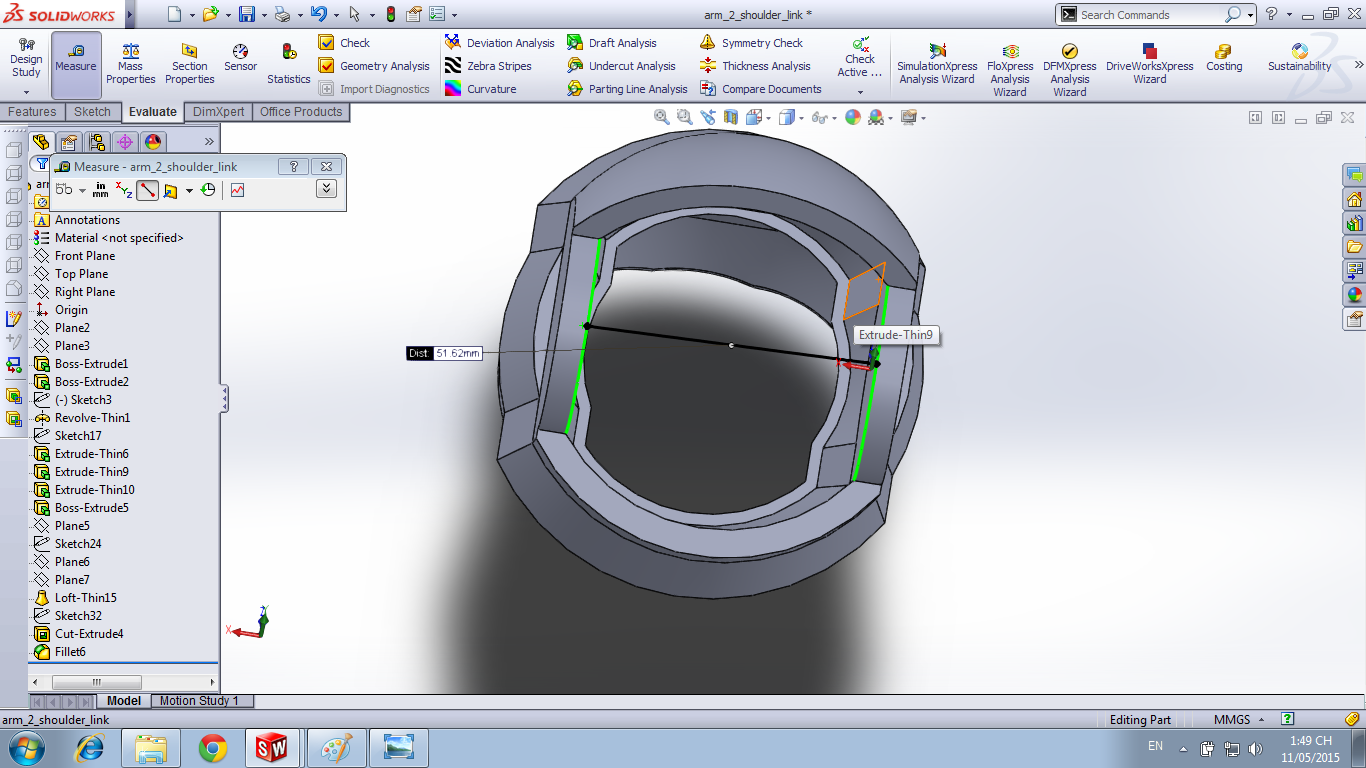 SOLIDWORKS
arm_2_shoulder_link *
Search Commands
Design Study
Measure
Mass Properties
Section Properties
Sensor
Statistics
Check
Geometry Analysis
Import Diagnostics
Deviation Analysis
Zebra Stripes
Curvature
Draft Analysis
Undercut Analysis
Parting Line Analysis
Symmetry Check
Thickness Analysis
Compare Documents
Check Active ...
SimulationXpress Analysis Wizard
FloXpress Analysis Wizard
DFMXpress Analysis Wizard
DriveWorksXpress Wizard
Costing
Sustainability
Features
Sketch
Evaluate
DimXpert
Office Products
Measure - arm_2_shoulder_link
in
mm
arr
Annotations
Material <not specified>
Front Plane
Top Plane
Right Plane
Origin
Plane2
Plane3
Boss-Extrude1
Boss-Extrude2
(-) Sketch3
Revolve-Thin1
Sketch17
Extrude-Thin6
Extrude-Thin9
Extrude-Thin10
Boss-Extrude5
Plane5
Sketch24
Plane6
Plane7
Loft-Thin15
Sketch32
Cut-Extrude4
Fillet6
Dist: 51.62mm
Extrude-Thin9
X
Model
Motion Study 1
arm_2_shoulder_link
Editing Part
MMGS
EN
1:49 CH
11/05/2015